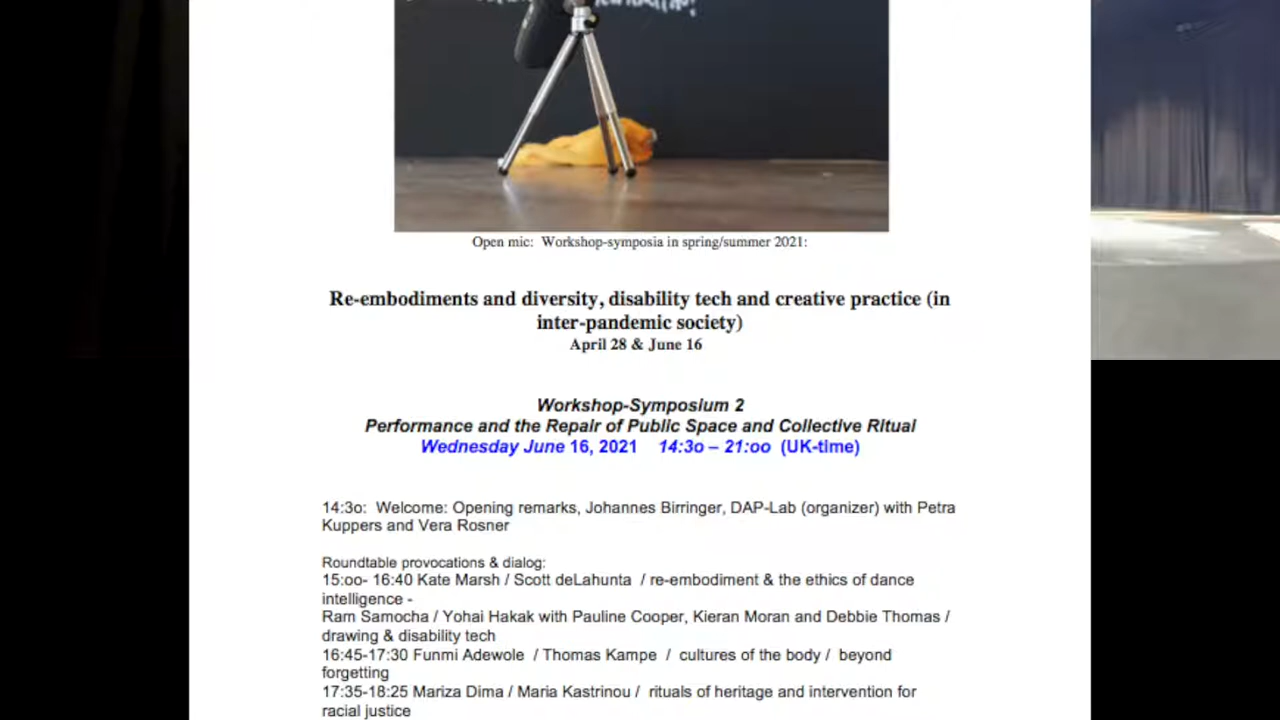 Open mic: Workshop-symposia in spring/summer 2021:
Re-embodiments and diversity, disability tech and creative practice (in
inter-pandemic society)
April 28 & June 16
Workshop-Symposium 2
Performance and the Repair of Public Space and Collective RItual
Wednesday June 16, 2021 14:3o – 21:oo (UK-time)
14:3o: Welcome: Opening remarks, Johannes Birringer, DAP-Lab (organizer) with Petra
Kuppers and Vera Rosner
Roundtable provocations & dialog:
15:oo- 16:40 Kate Marsh / Scott deLahunta / re-embodiment & the ethics of dance
intelligence -
Ram Samocha / Yohai Hakak with Pauline Cooper, Kieran Moran and Debbie Thomas /
drawing & disability tech
16:45-17:30 Funmi Adewole / Thomas Kampe / cultures of the body / beyond
forgetting
17:35-18:25 Mariza Dima / Maria Kastrinou / rituals of heritage and intervention for
racial justice